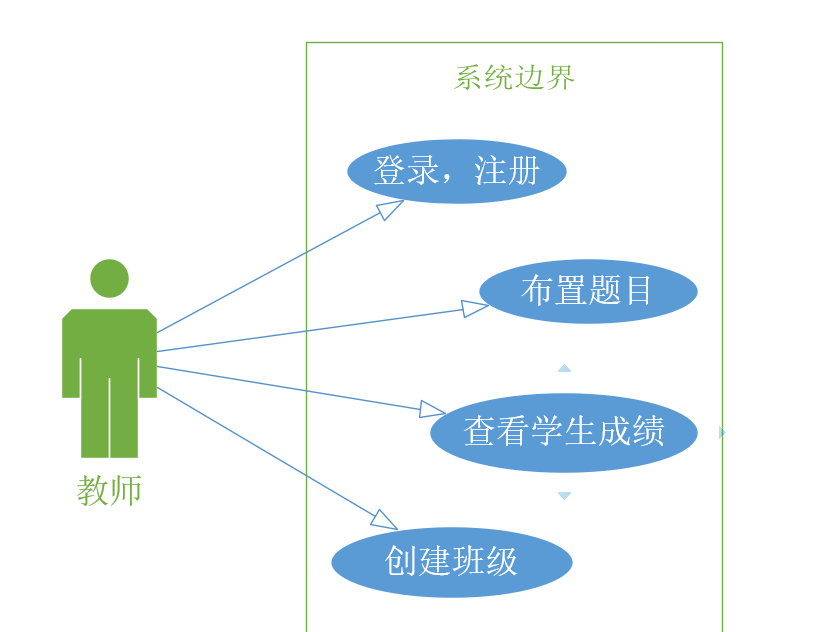 系统边界
登录，注册
布置题目
查看学生成绩
教师
创建班级